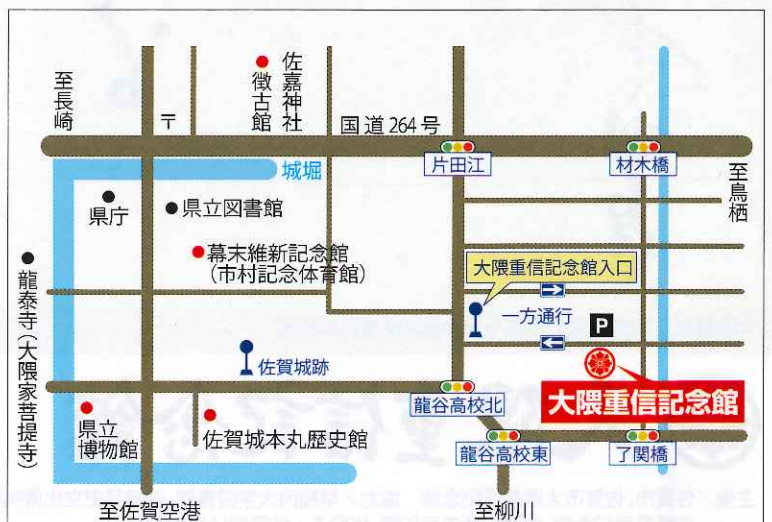 至長崎
〒
佐嘉神社
徴古館
国道264号
片田江
材木橋
至鳥栖
城堀
県庁
県立図書館
幕末維新記念館
(市村記念体育館)
龍泰寺(大隈家菩提寺)
大隈重信記念館入口
一方通行
P
佐賀城跡
大隈重信記念館
龍谷高校北
県立
博物館
佐賀城本丸歴史館
龍谷高校東
了関橋
至佐賀空港
至柳川